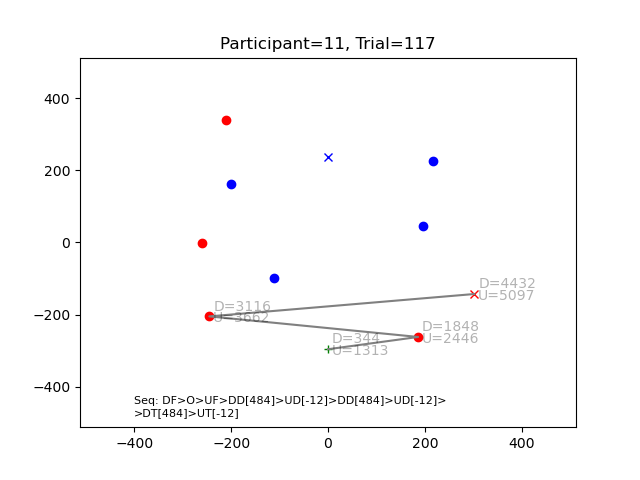 Participant=11, Trial=117
400
200
0
−200
−400
D=4432
U=5097
D=3116
U=3662
D=1848
U=2446
D=344
U=1313
Seq: DF>O>UF>DD[484]>UD[-12]>DD[484]>UD[-12]>
>DT[484]>UT[-12]
−400 −200 0 200 400